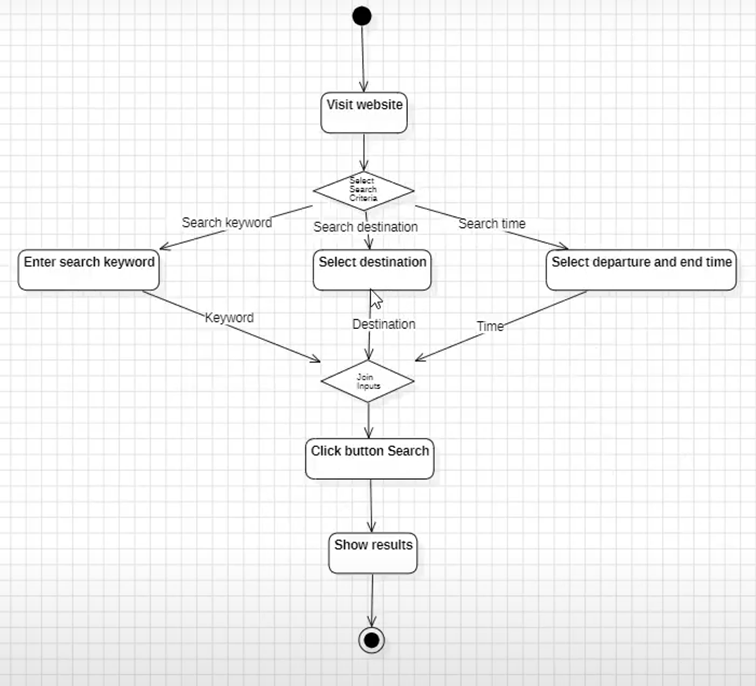 Visit website
Select
Search
Criteria
Search keyword
Search destination
Search time
Enter search keyword
Select destination
Select departure and end time
Keyword
Destination
Time
Join
Inputs
Click button Search
Show results